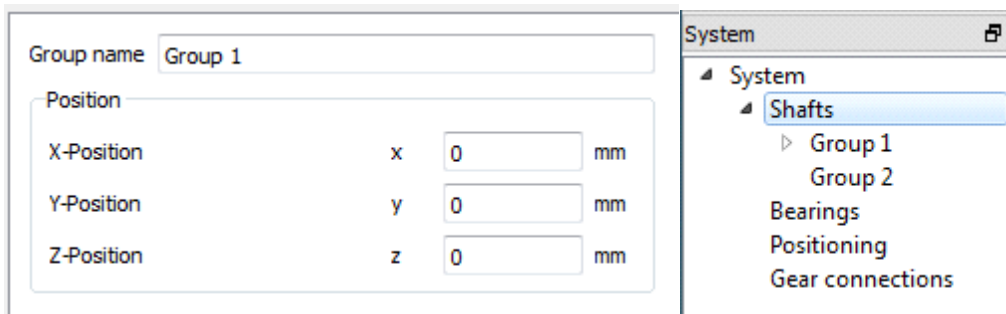 Group name Group 1
Position
X-Position x 0 mm
Y-Position y 0 mm
Z-Position z 0 mm
System
System
Shafts
Group 1
Group 2
Bearings
Positioning
Gear connections